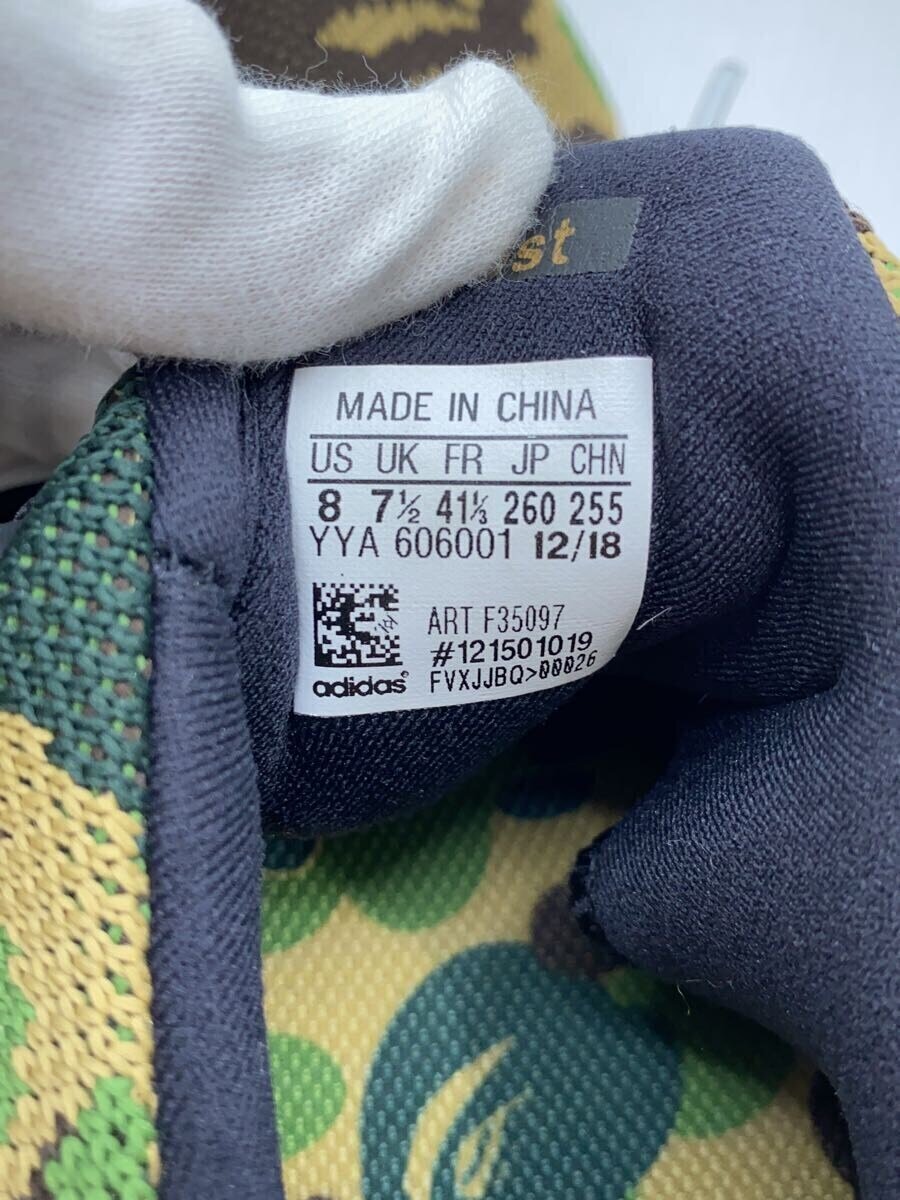 st
MADE IN CHINA
US UK FR JP CHN
8 7½ 41⅓ 260 255
YYA 606001 12/18
ART F35097
#121501019
adidas® FVXJJBQ>00026